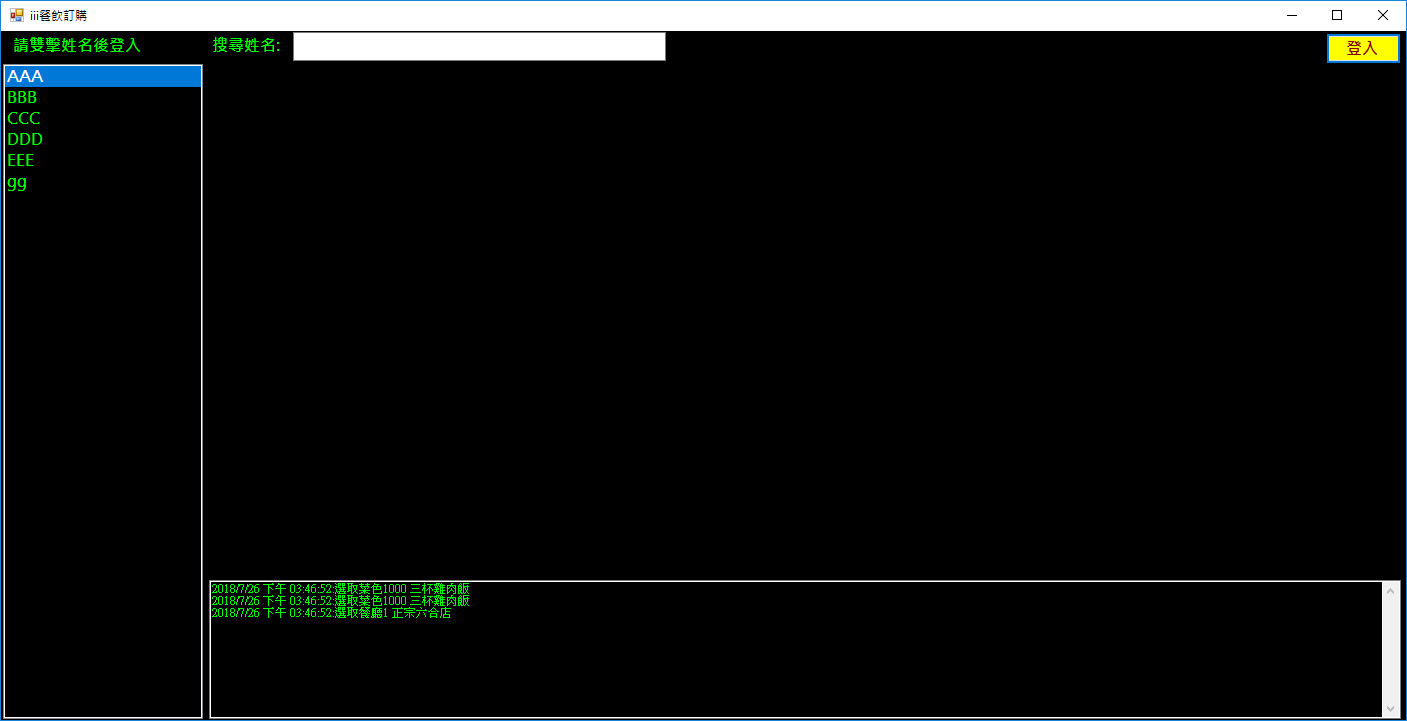 iii餐飲訂購
請雙擊姓名後登入
搜尋姓名:
登入
AAA
BBB
CCC
DDD
EEE
gg
2018/7/26 下午 03:46:52:選取菜色1000 三杯雞肉飯
2018/7/26 下午 03:46:52:選取菜色1000 三杯雞肉飯
2018/7/26 下午 03:46:52:選取餐廳1 正宗六合店